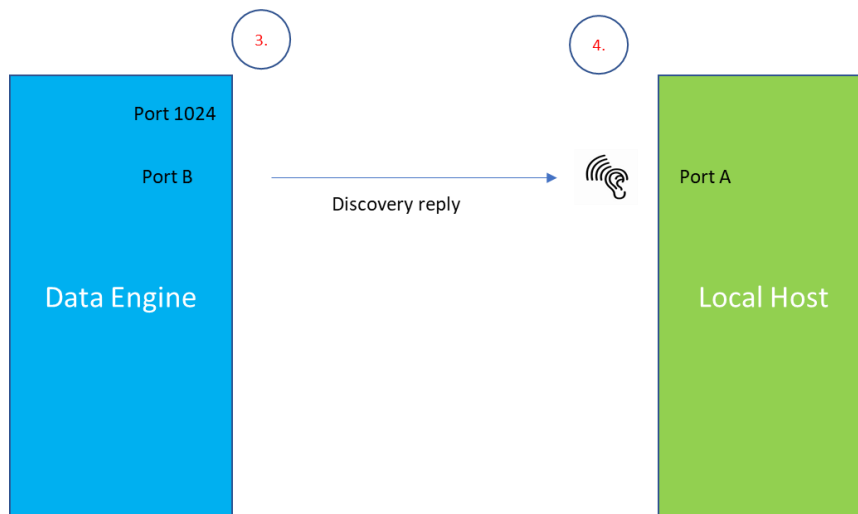 3.
4.
Port 1024
Port B
Port A
Discovery reply
Data Engine
Local Host